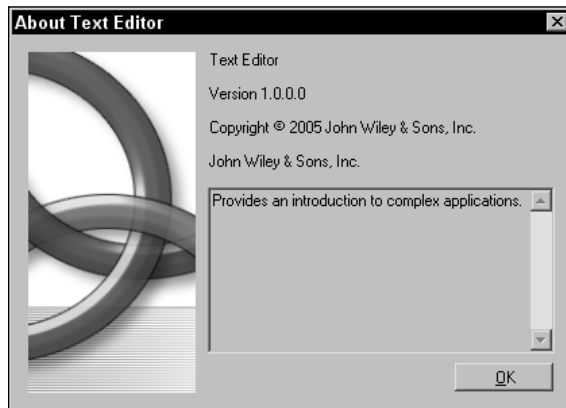 About Text Editor
Text Editor
Version 1.0.0.0
Copyright © 2005 John Wiley & Sons, Inc.
John Wiley & Sons, Inc.
Provides an introduction to complex applications.
OK